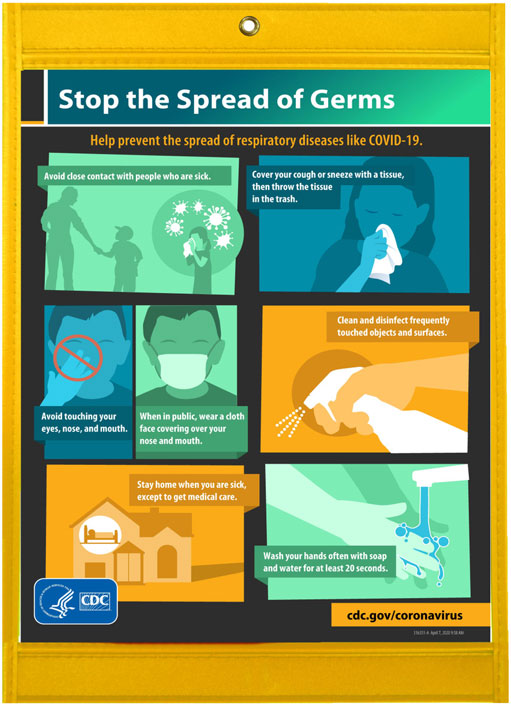 Stop the Spread of Germs
Help prevent the spread of respiratory diseases like COVID-19.
Avoid close contact with people who are sick.
Cover your cough or sneeze with a tissue,
then throw the tissue
in the trash.
Avoid touching your
eyes, nose, and mouth.
When in public, wear a cloth
face covering over your
nose and mouth.
Clean and disinfect frequently
touched objects and surfaces.
Stay home when you are sick,
except to get medical care.
Wash your hands often with soap
and water for at least 20 seconds.
CDC
cdc.gov/coronavirus